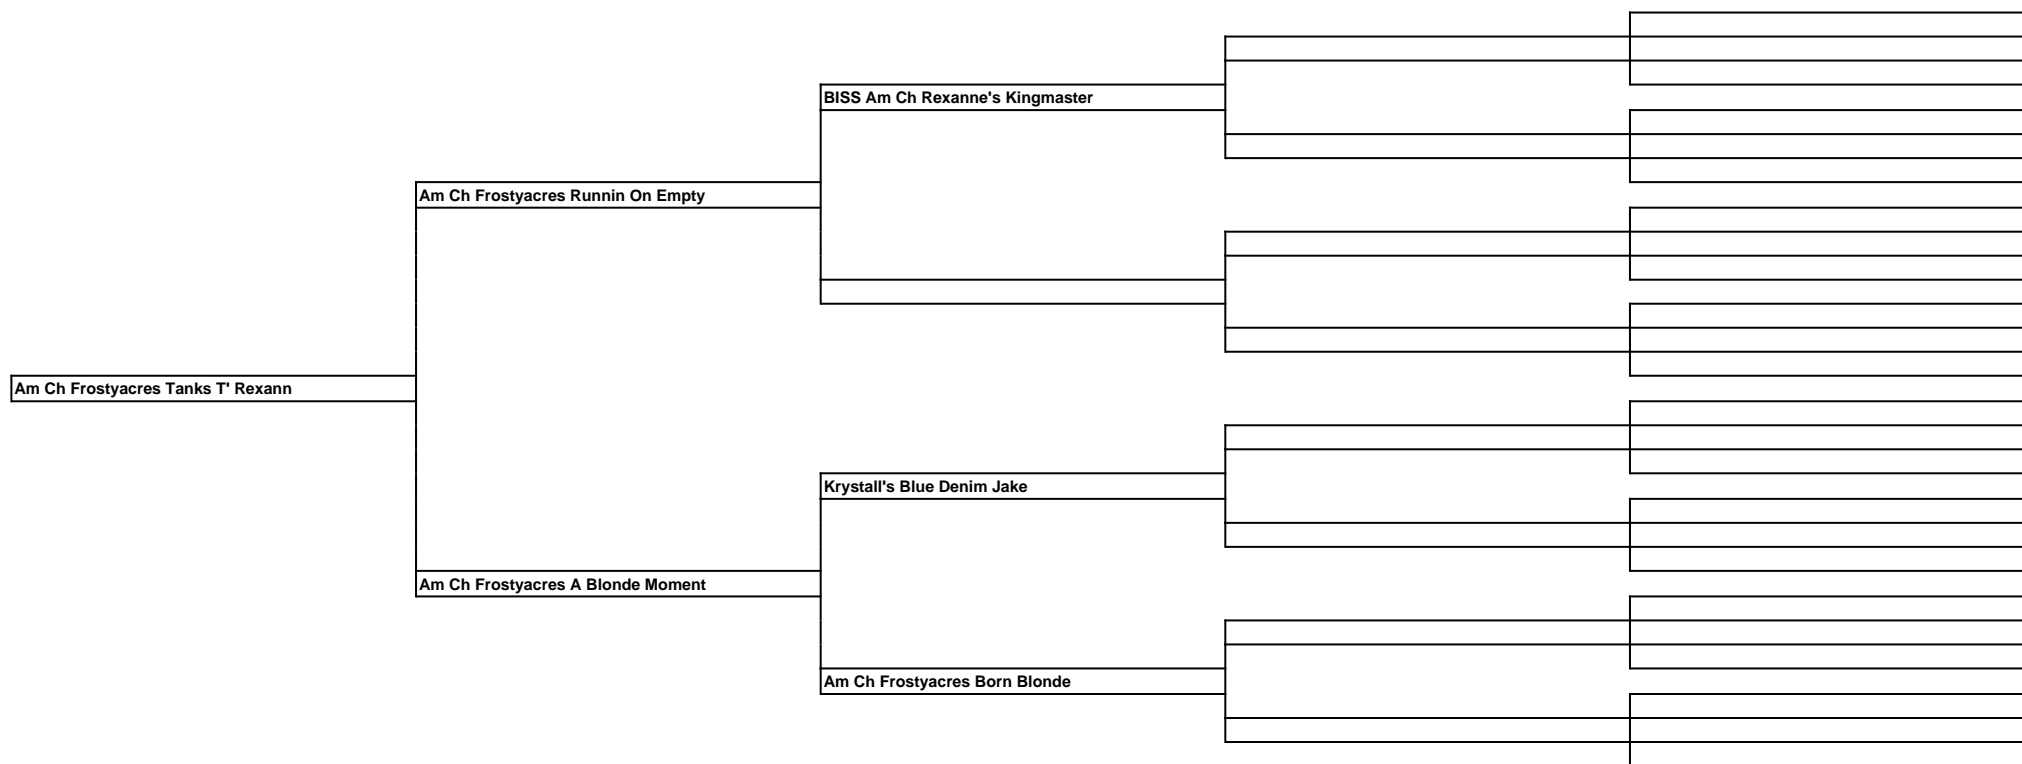 BISS Am Ch Rexanne's Kingmaster
Am Ch Frostyacres Runnin On Empty
Am Ch Frostyacres Tanks T' Rexann
Krystall's Blue Denim Jake
Am Ch Frostyacres A Blonde Moment
Am Ch Frostyacres Born Blonde